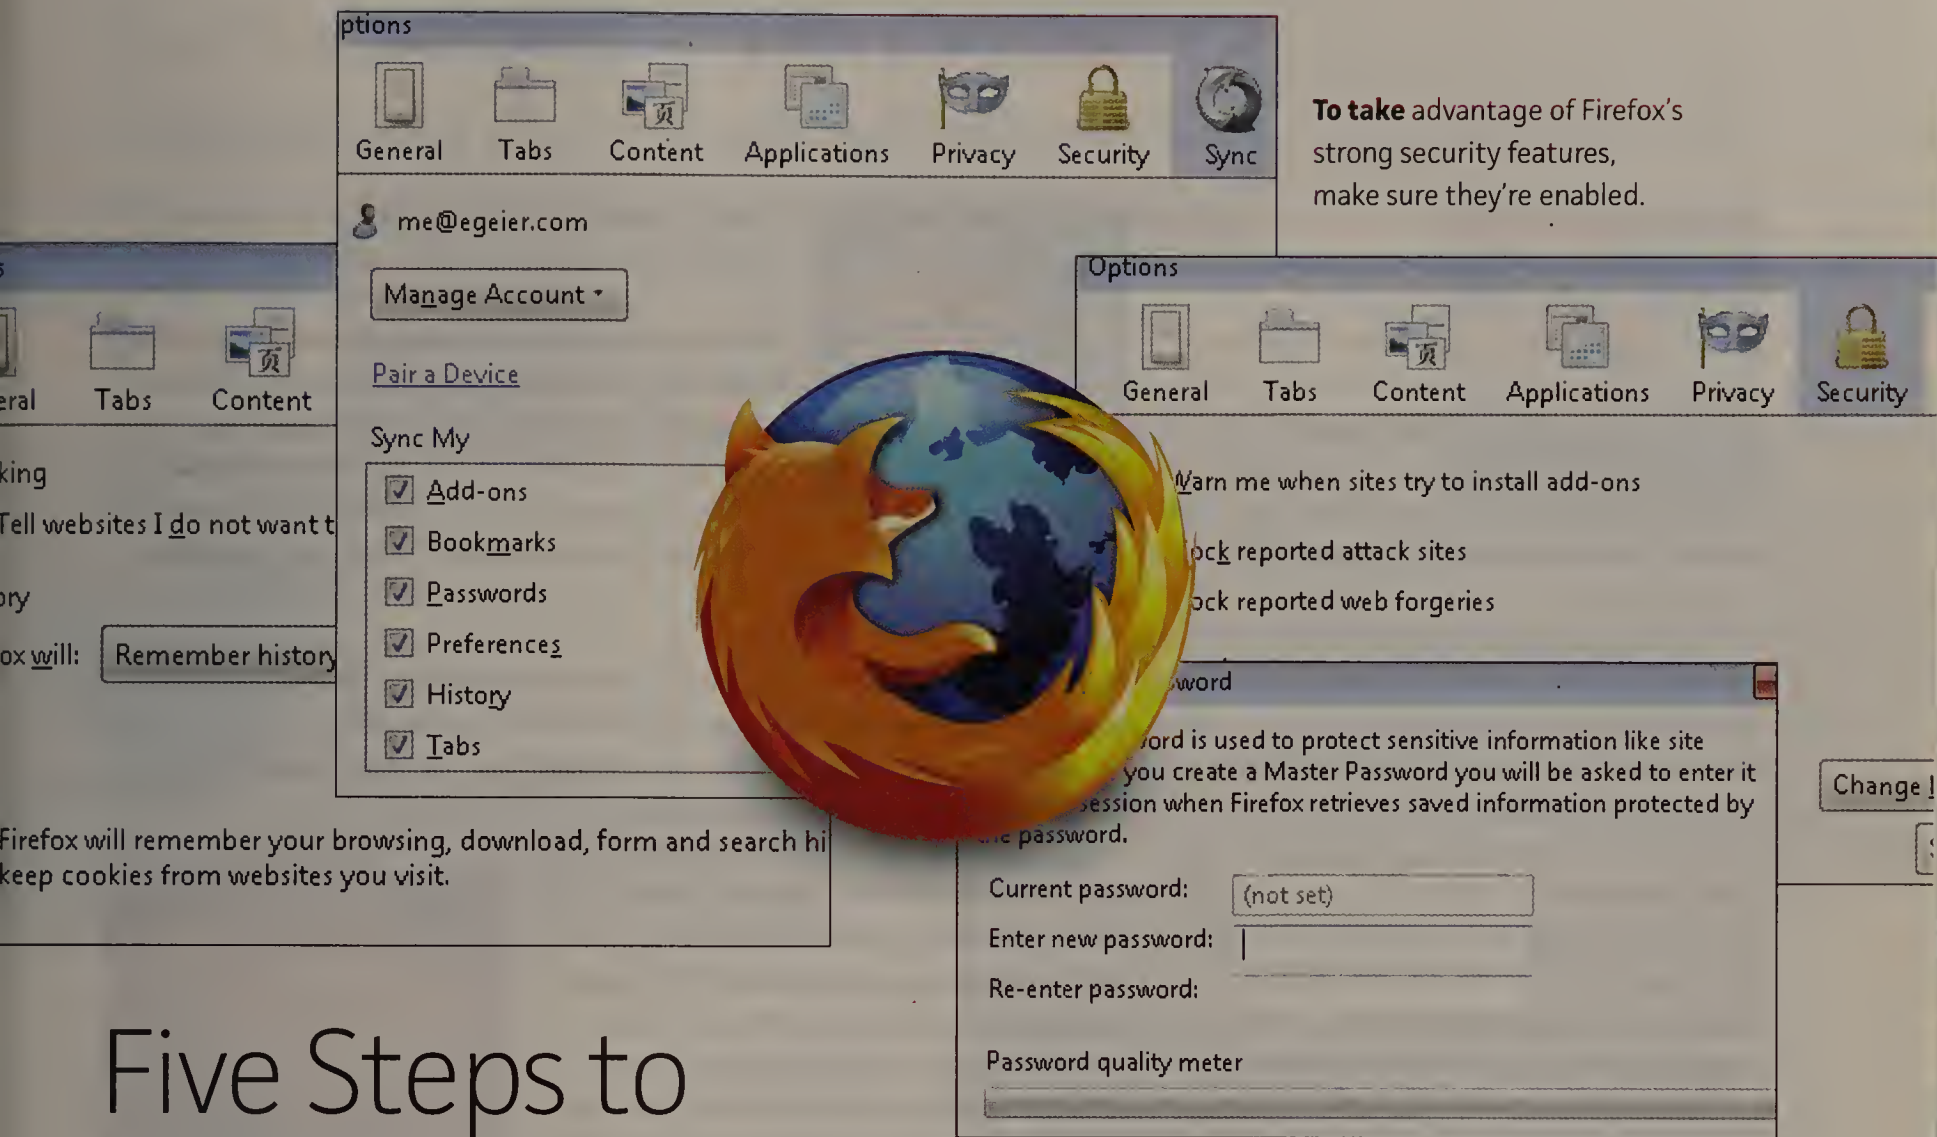 ptions
General Tabs Content Applications Privacy Security Sync
me@egeier.com
Manage Account
Pair a Device
Sync My
Add-ons
Bookmarks
Passwords
Preferences
History
Tabs
To take advantage of Firefox's
strong security features,
make sure they're enabled.
Tabs Content
页
king
Tell websites I do not want t
ory
ox will: Remember history
Firefox will remember your browsing, download, form and search hi
keep cookies from websites you visit.
Options
General Tabs Content Applications Privacy Security
页
Warn me when sites try to install add-ons
ock reported attack sites
ock reported web forgeries
Change
word
ord is used to protect sensitive information like site
you create a Master Password you will be asked to enter it
session when Firefox retrieves saved information protected by
password.
Current password: (not set)
Enter new password:
Re-enter password:
Password quality meter
Five Steps to